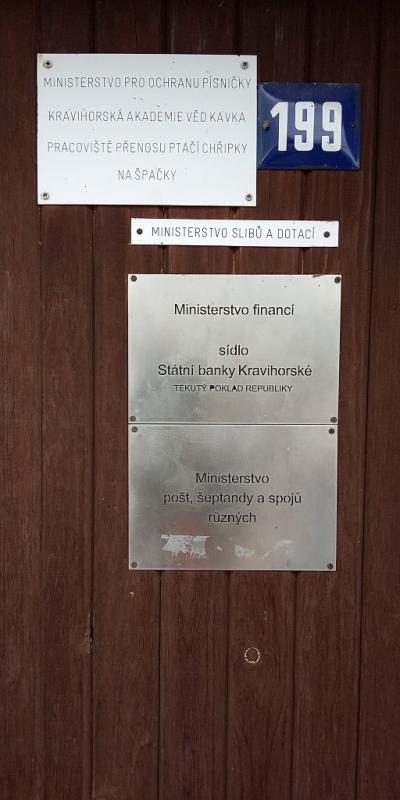 MINISTERSTVO PRO OCHRANU PÍSNIČKY
KRAVIHORSKÁ AKADEMIE VĚD KAVKA
PRACOVIŠTĚ PŘENGSU PTAČÍ CHŘIPKY
NA ŠPAČKY
199
MINISTERSTVO SLIBŮ A DOTACÍ
Ministerstvo financí
sídlo
Státní banky Kravihorské
TEKUTÝ POKLAD REPUBLIKY
Ministerstvo
pošt, šeptandy a spojů
různých